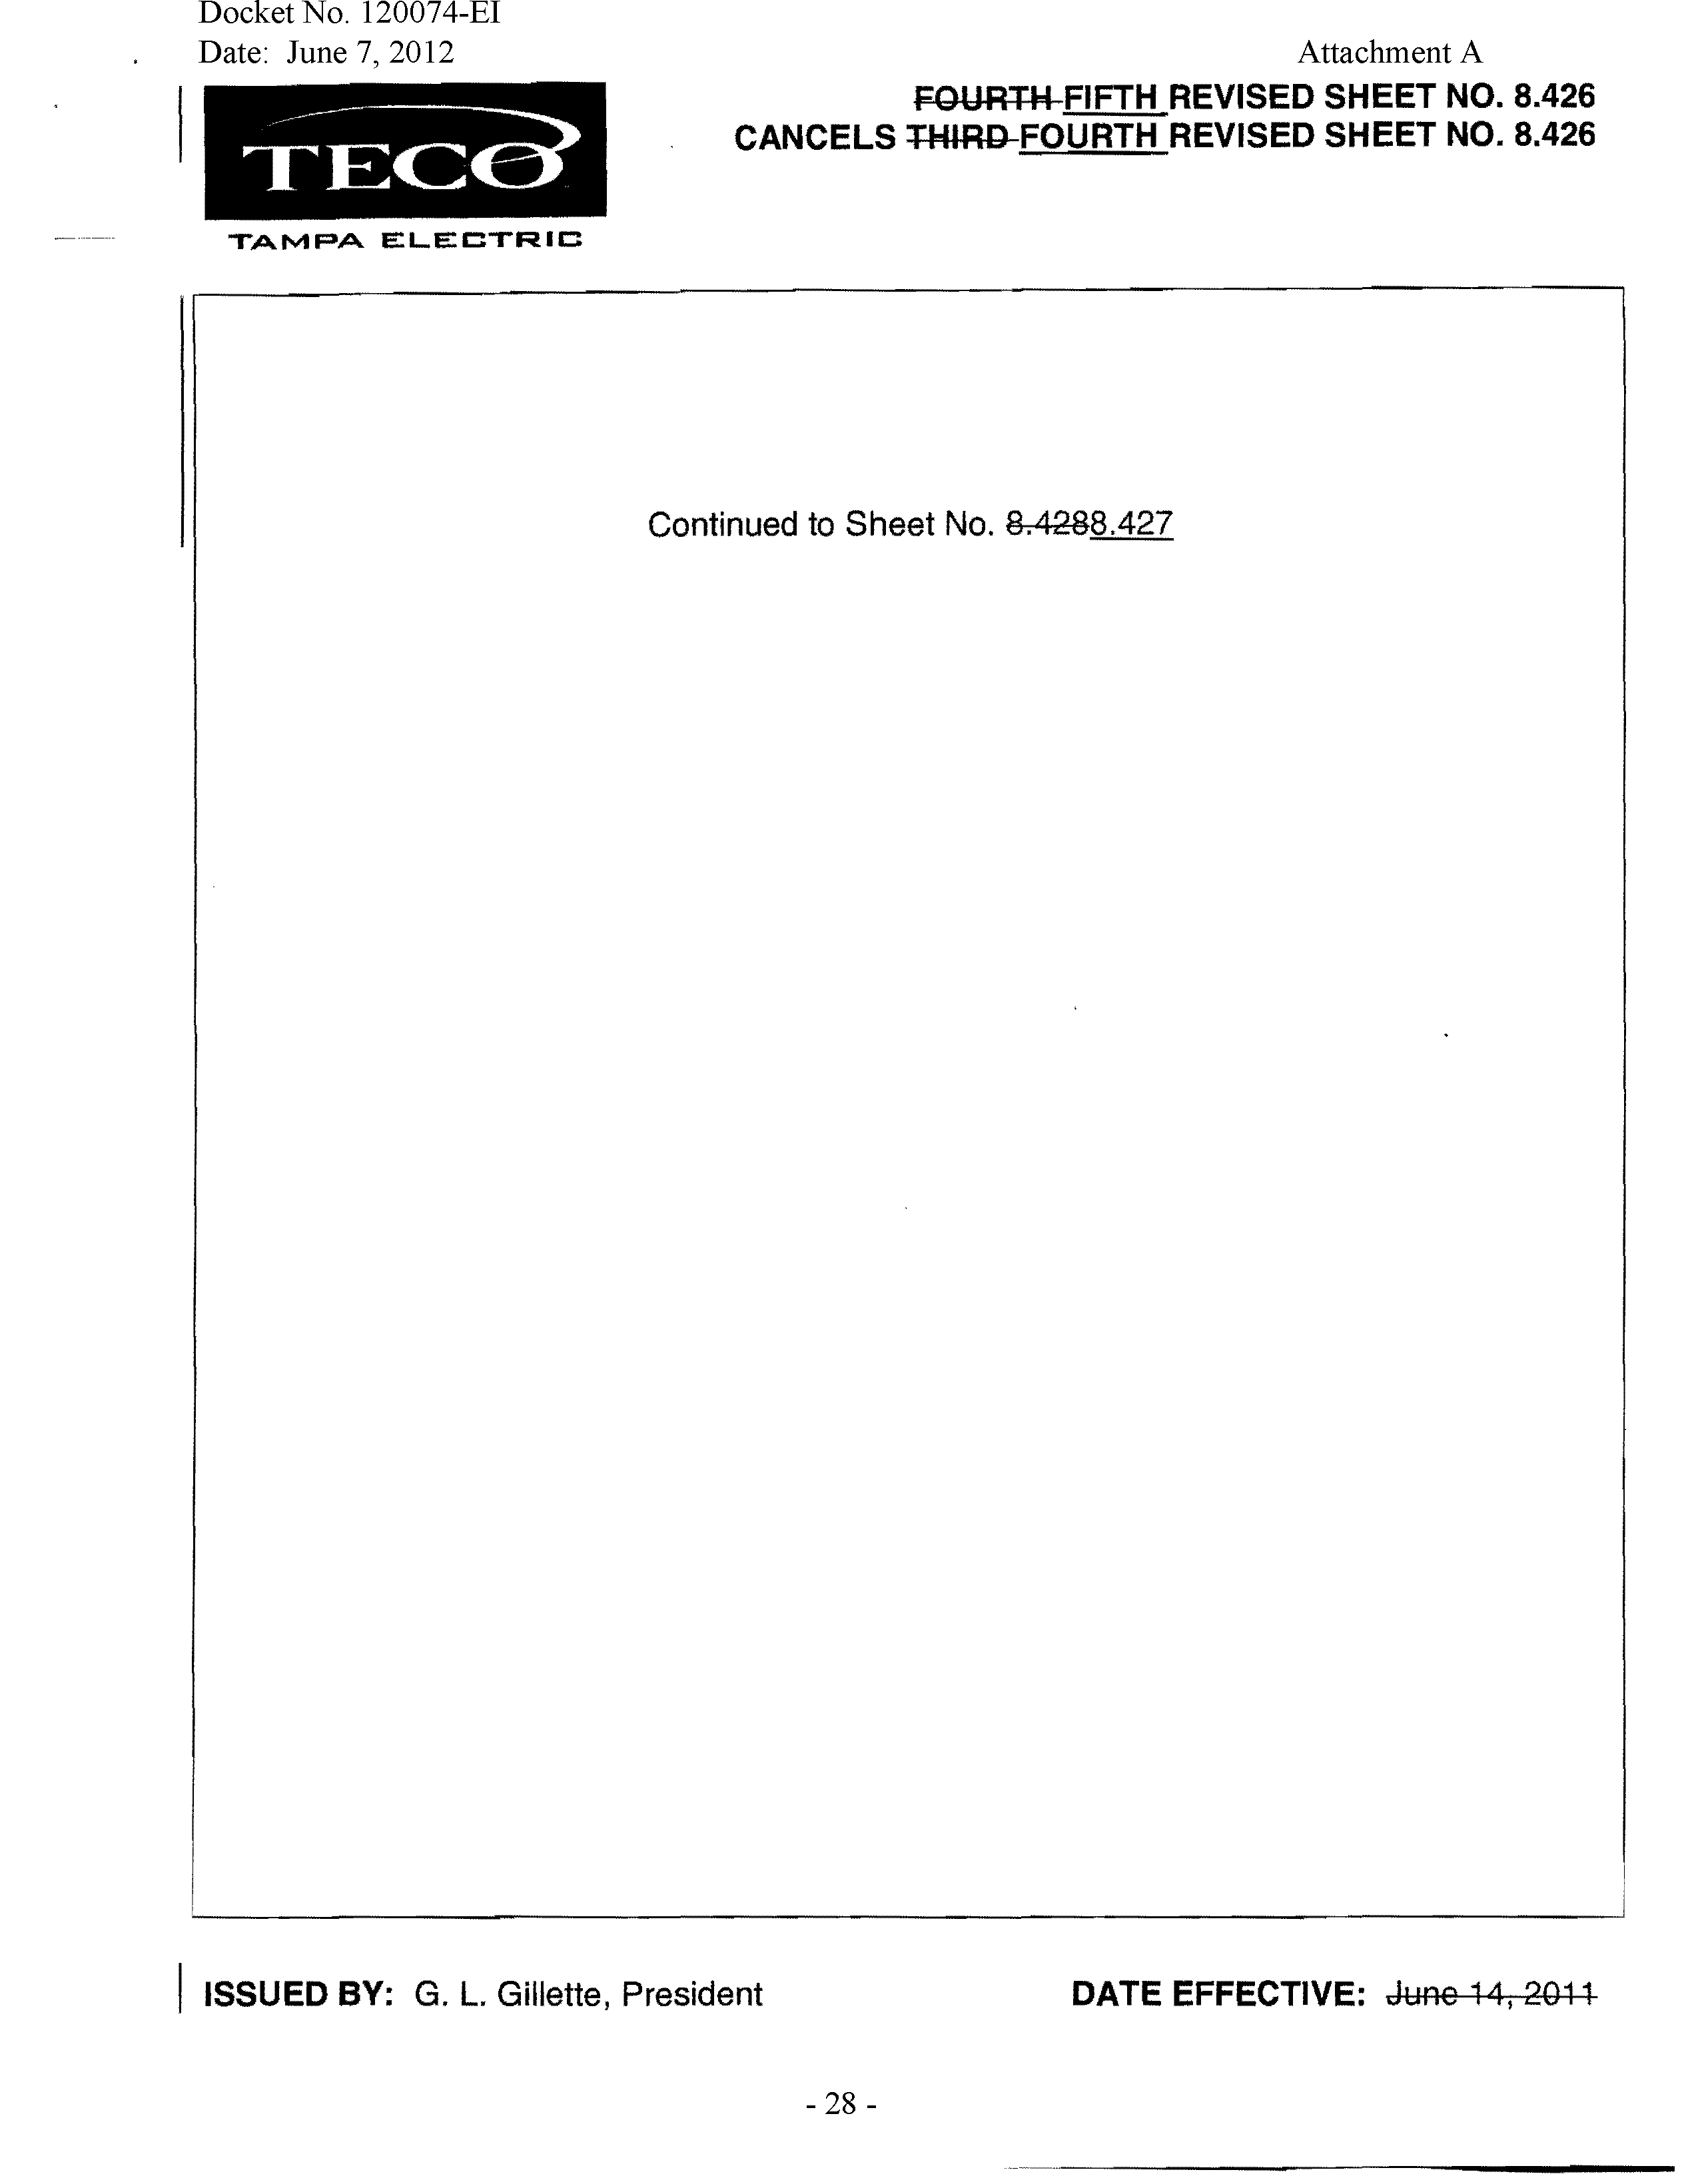 Docket No. 120074-EI
Date: June 7, 2012
Attachment A
FOURTH FIFTH REVISED SHEET NO. 8.426
CANCELS THIRD FOURTH REVISED SHEET NO. 8.426
TECO
TAMPA ELECTRIC
Continued to Sheet No. 8.4288.427
ISSUED BY: G. L. Gillette, President
DATE EFFECTIVE: June 14, 2011
- 28 -